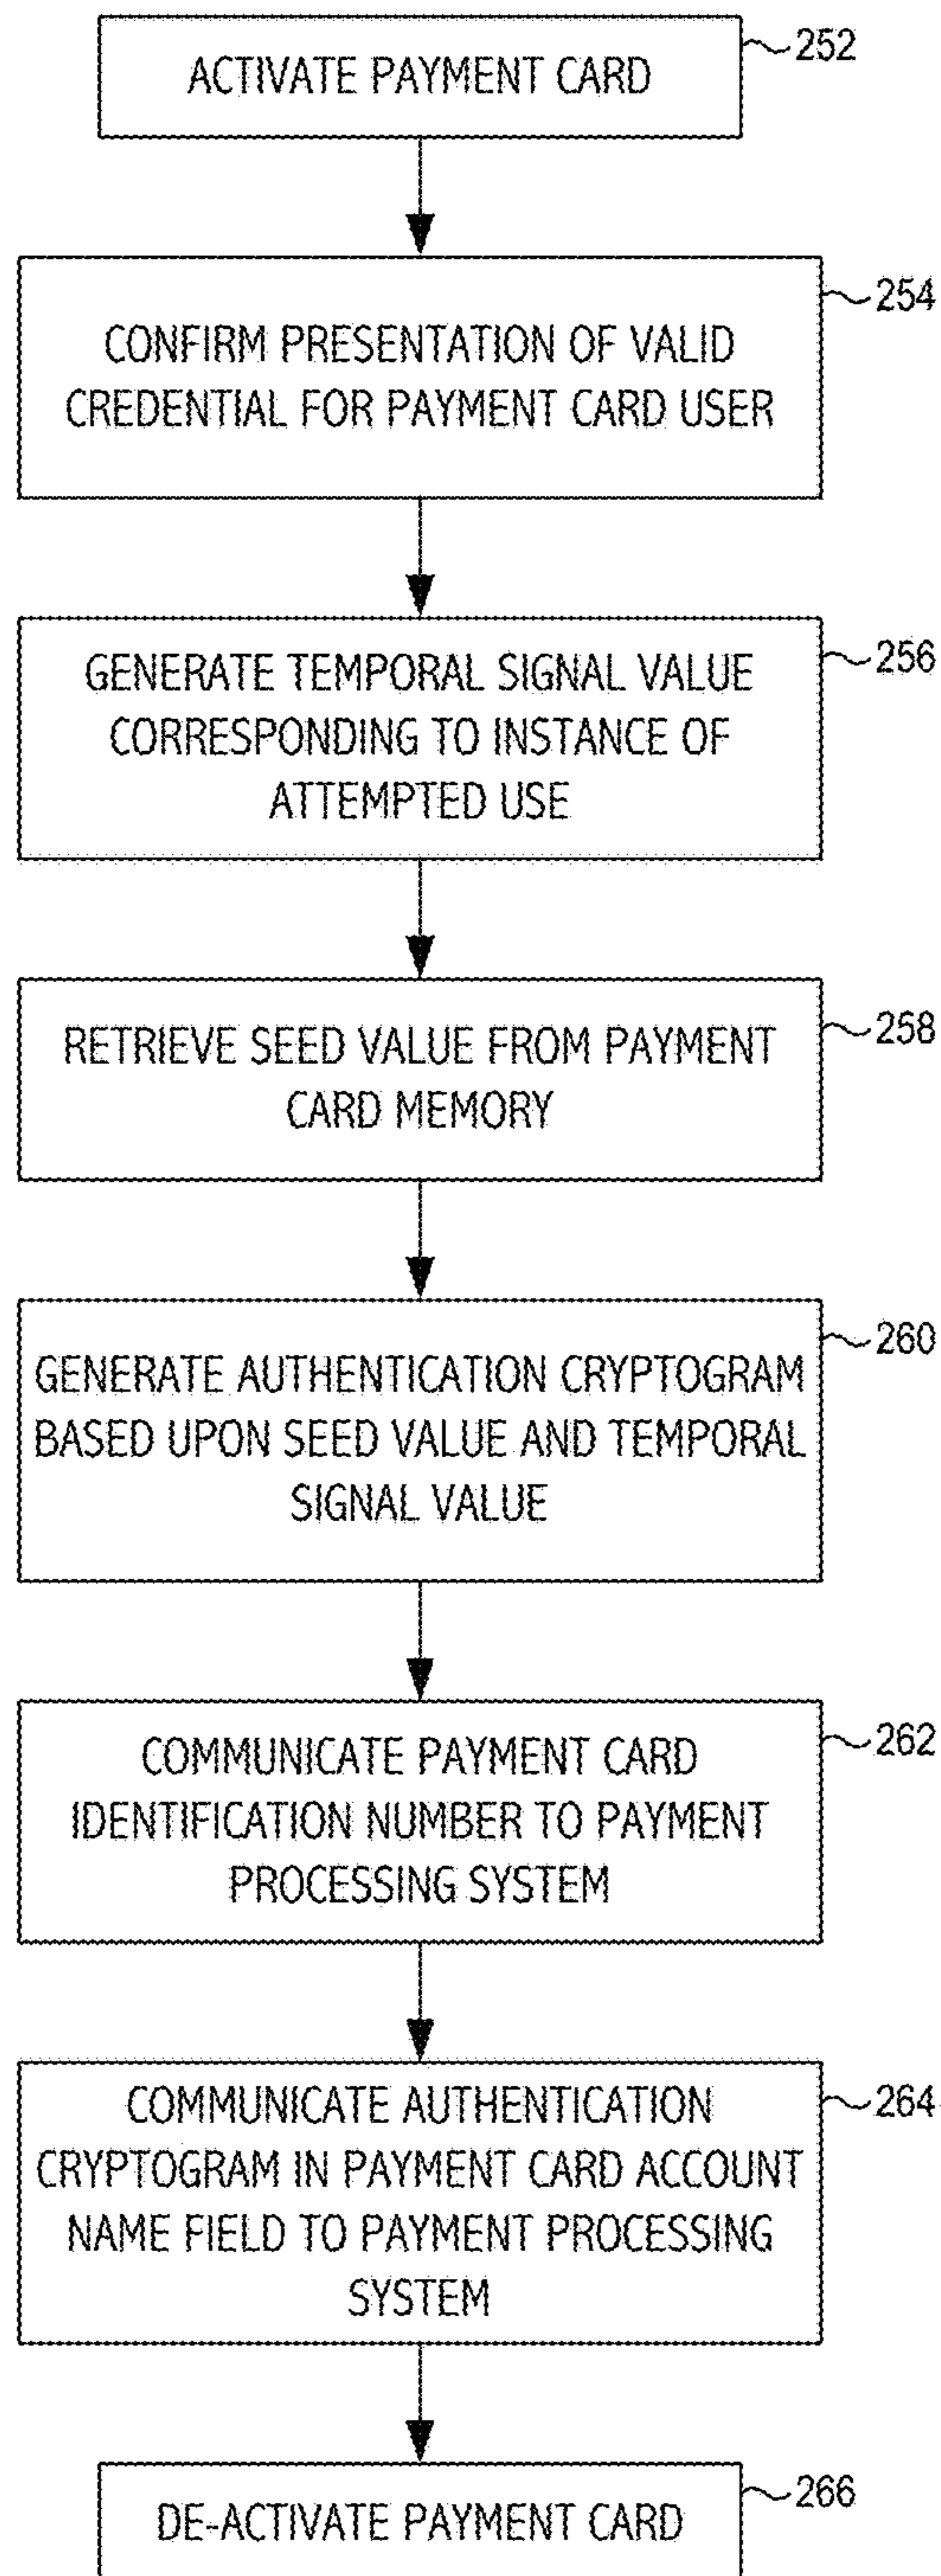 ACTIVATE PAYMENT CARD
252
CONFIRM PRESENTATION OF VALID
CREDENTIAL FOR PAYMENT CARD USER
254
GENERATE TEMPORAL SIGNAL VALUE
CORRESPONDING TO INSTANCE OF
ATTEMPTED USE
256
RETRIEVE SEED VALUE FROM PAYMENT
CARD MEMORY
258
GENERATE AUTHENTICATION CRYPTOGRAM
BASED UPON SEED VALUE AND TEMPORAL
SIGNAL VALUE
260
COMMUNICATE PAYMENT CARD
IDENTIFICATION NUMBER TO PAYMENT
PROCESSING SYSTEM
262
COMMUNICATE AUTHENTICATION
CRYPTOGRAM IN PAYMENT CARD ACCOUNT
NAME FIELD TO PAYMENT PROCESSING
SYSTEM
264
DE-ACTIVATE PAYMENT CARD
266